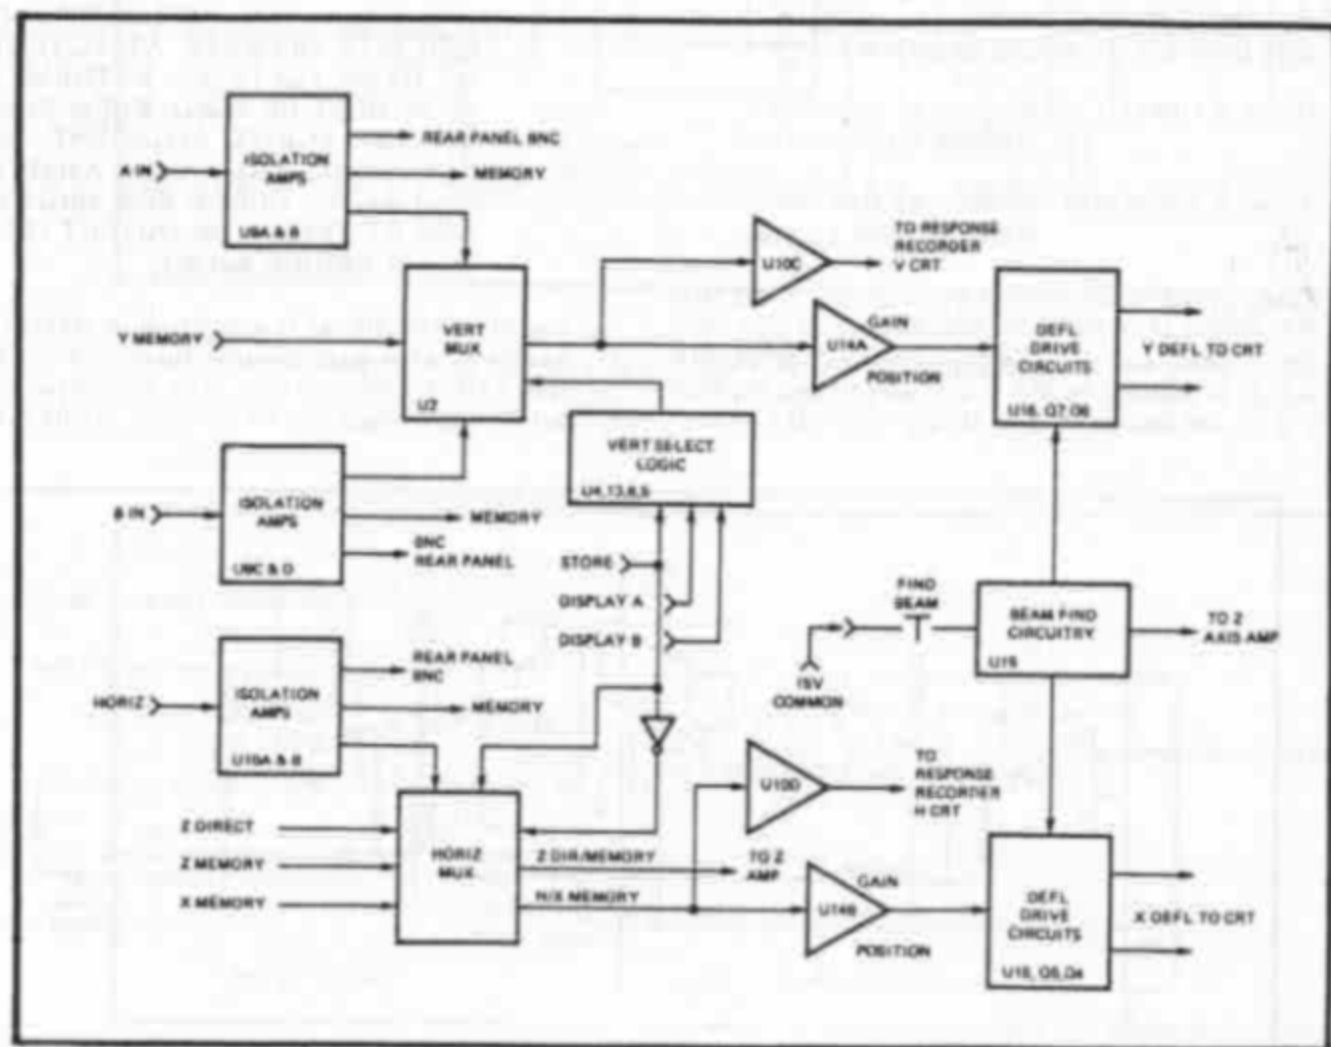 A IN
ISOLATION
AMPS
U9A & B
REAR PANEL BNC
MEMORY
Y MEMORY
VERT
MUX
U7
U10C
TO RESPONSE
RECORDER
V CRT
GAIN
U14A
POSITION
DEFL
DRIVE
CIRCUITS
Y DEFL TO CRT
VERT SELECT
LOGIC
B IN
ISOLATION
AMPS
MEMORY
BNC
REAR PANEL
STORE
DISPLAY A
DISPLAY B
FIND
BEAM
15V
COMMON
BEAM FIND
CIRCUITRY
TO Z
AXIS AMP
HORIZ
ISOLATION
AMPS
U10A & B
REAR PANEL
BNC
MEMORY
Z DIRECT
Z MEMORY
X MEMORY
HORIZ
MUX
Z DIR/MEMORY
H/X MEMORY
TO Z
AMP
U10D
TO
RESPONSE
RECORDER
H CRT
GAIN
U14B
POSITION
DEFL
DRIVE
CIRCUITS
X DEFL TO CRT